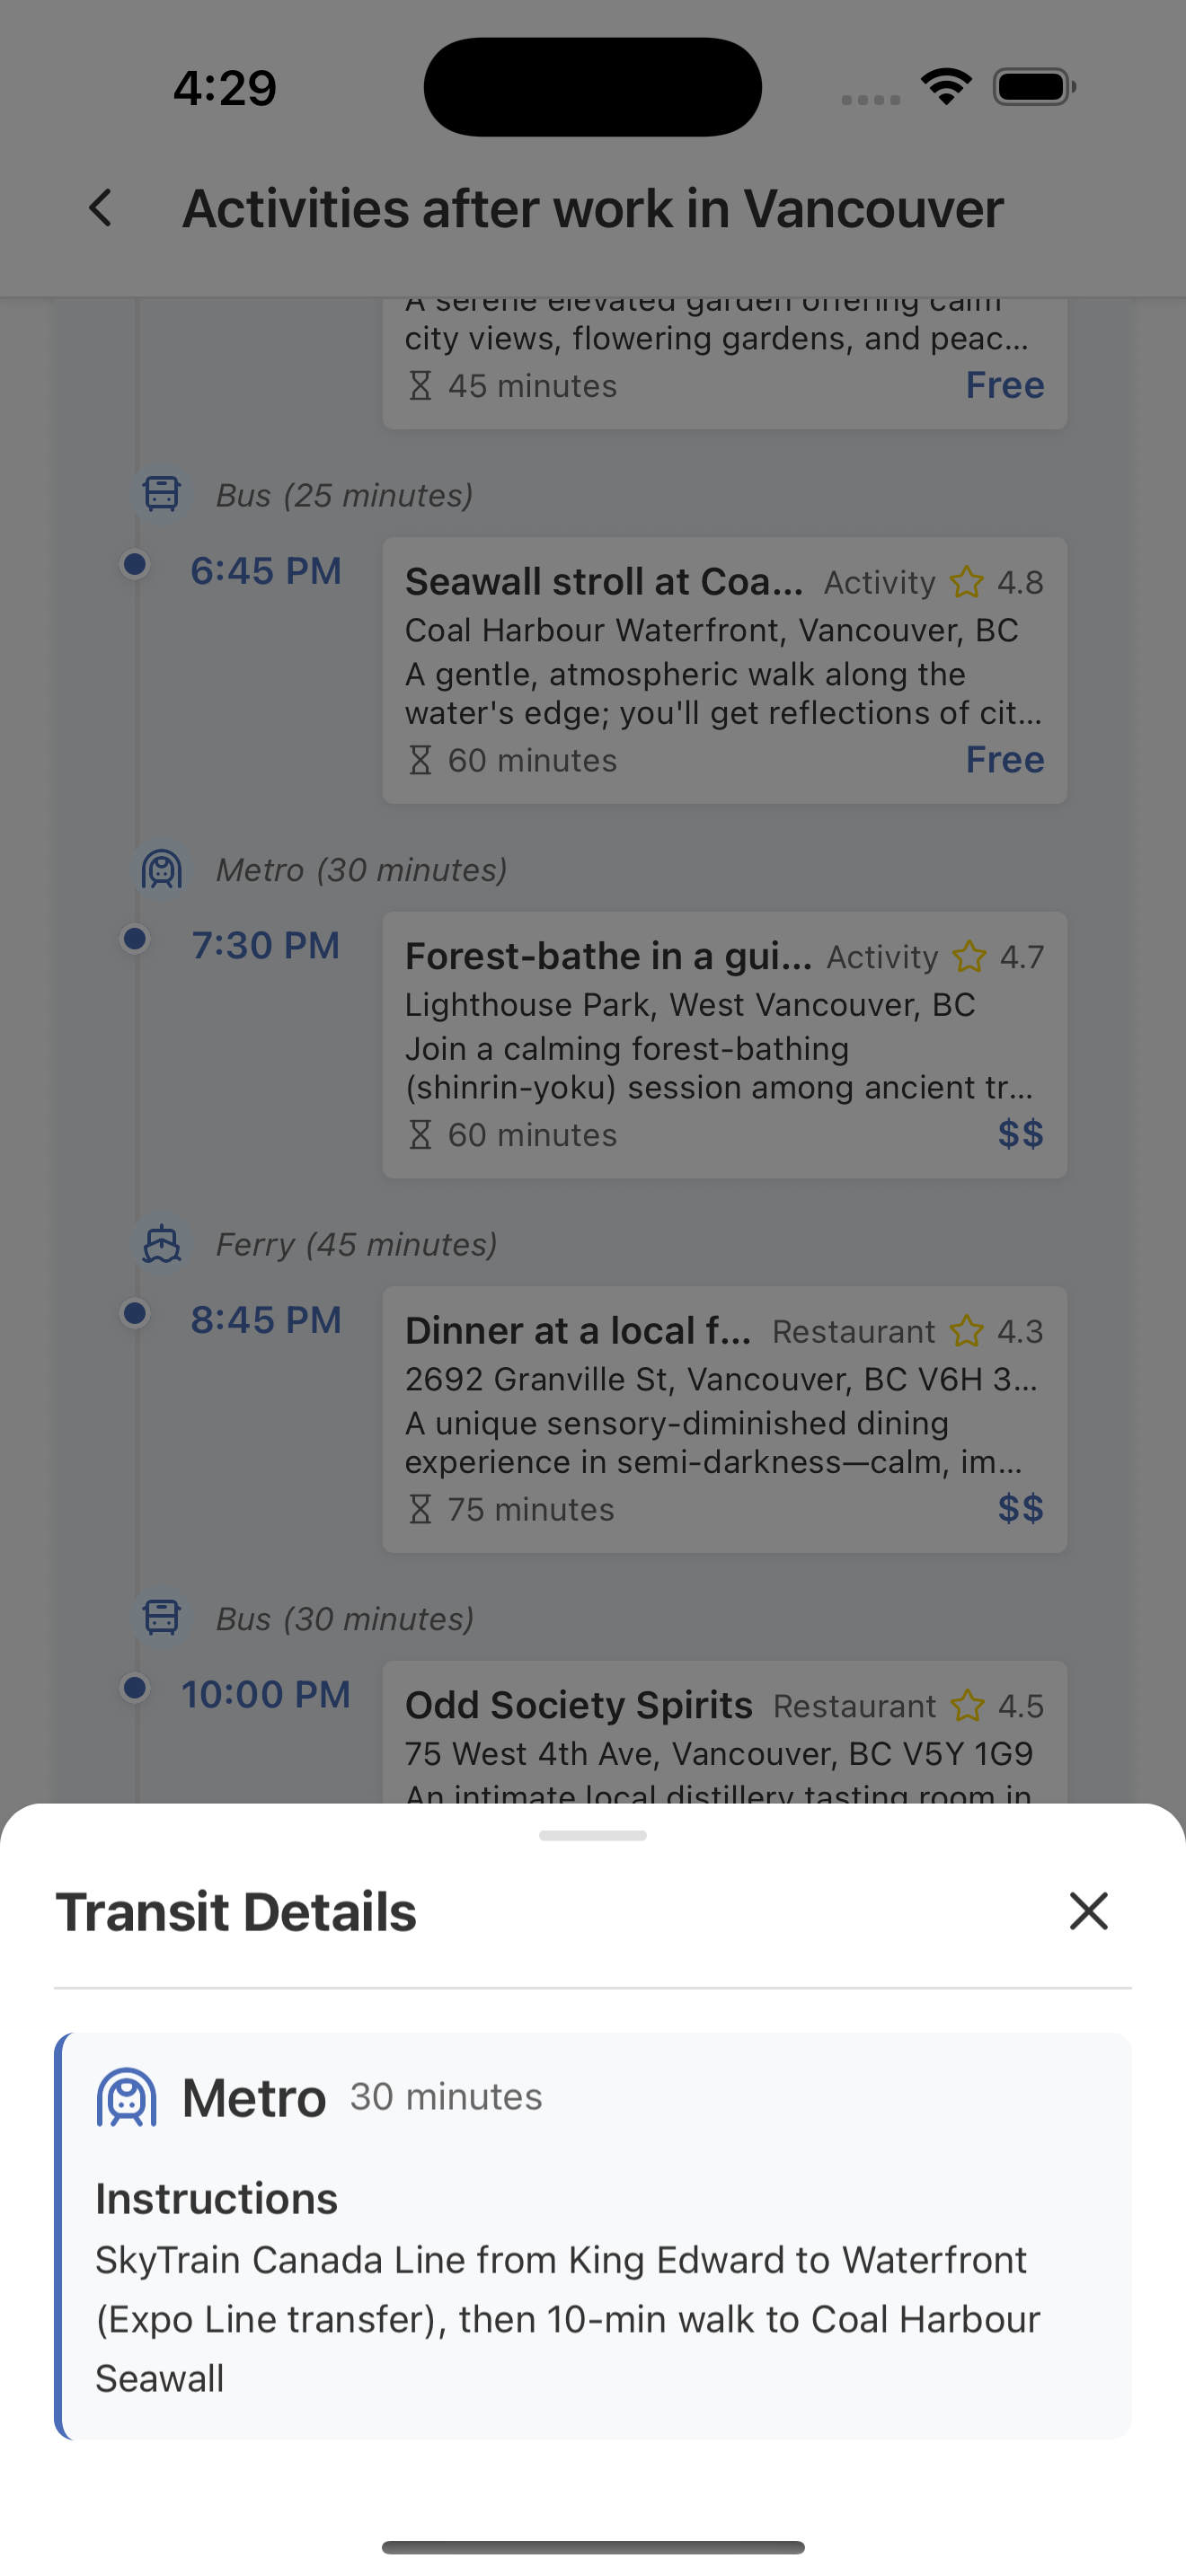 4:29
Activities after work in Vancouver
A serene elevated garden offering calm
city views, flowering gardens, and peac...
45 minutes
Free
Bus (25 minutes)
6:45 PM
Seawall stroll at Coa...
Activity
4.8
Coal Harbour Waterfront, Vancouver, BC
A gentle, atmospheric walk along the
water's edge; you'll get reflections of cit...
60 minutes
Free
Metro (30 minutes)
7:30 PM
Forest-bathe in a gui...
Activity
4.7
Lighthouse Park, West Vancouver, BC
Join a calming forest-bathing
(shinrin-yoku) session among ancient tr...
60 minutes
$$
Ferry (45 minutes)
8:45 PM
Dinner at a local f...
Restaurant
4.3
2692 Granville St, Vancouver, BC V6H 3...
A unique sensory-diminished dining
experience in semi-darkness—calm, im...
75 minutes
$$
Bus (30 minutes)
10:00 PM
Odd Society Spirits
Restaurant
4.5
75 West 4th Ave, Vancouver, BC V5Y 1G9
An intimate local distillery tasting room in
Transit Details
Metro
30 minutes
Instructions
SkyTrain Canada Line from King Edward to Waterfront
(Expo Line transfer), then 10-min walk to Coal Harbour
Seawall